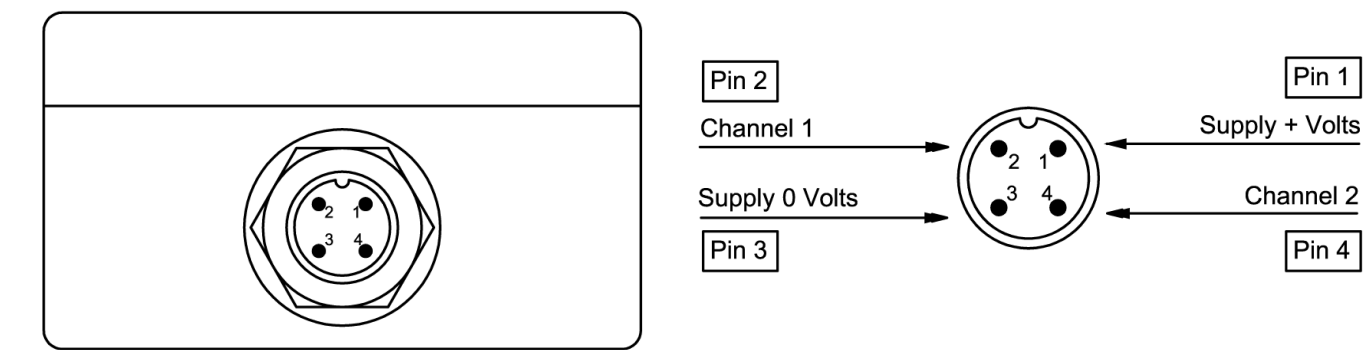 2 1
3 4
Pin 2
Channel 1
Supply 0 Volts
Pin 3
2 1
3 4
Pin 1
Supply + Volts
Channel 2
Pin 4